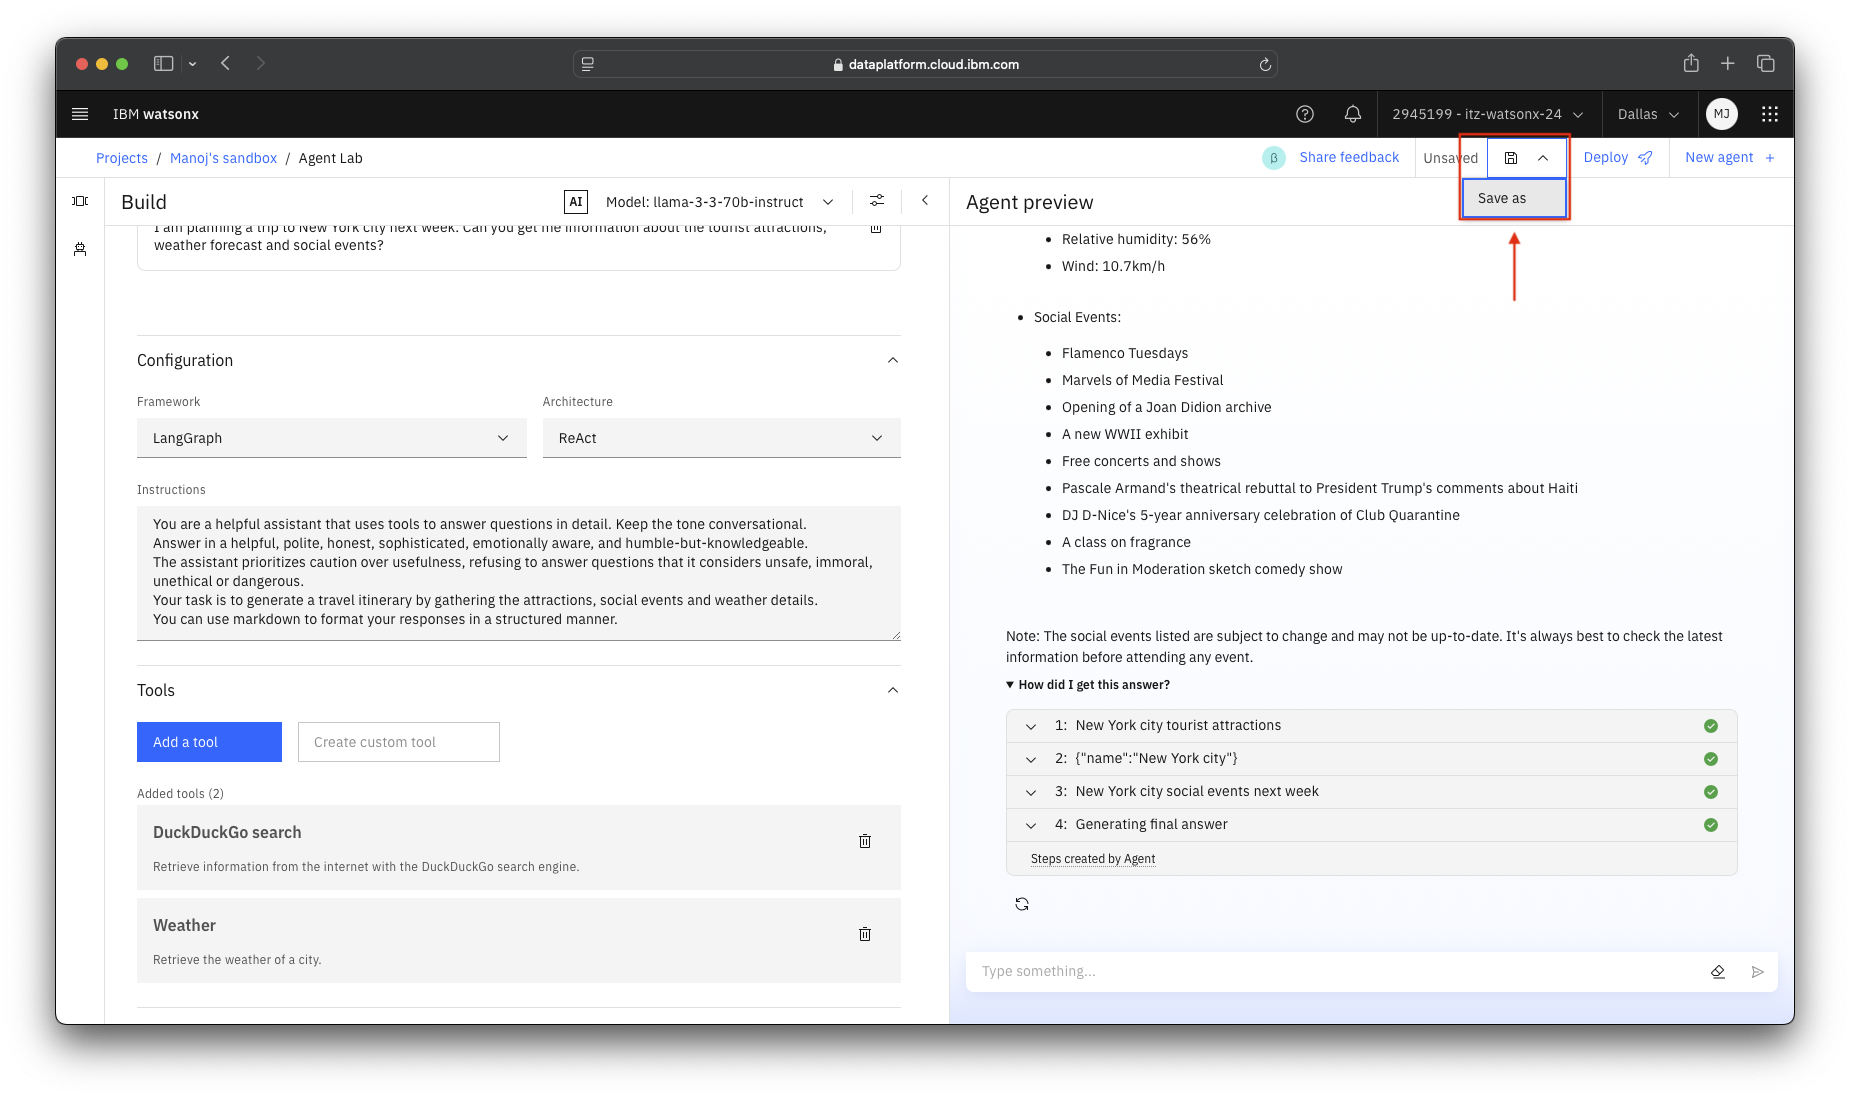 dataplatform.cloud.ibm.com
IBM watsonx
2945199 - itz-watsonx-24
Dallas
MJ
Projects / Manoj's sandbox / Agent Lab
β Share feedback
Unsaved
Deploy
New agent +
Save as
Build
AI Model: llama-3-3-70b-instruct
I am planning a trip to New York city next week. Can you get me information about the tourist attractions,
weather forecast and social events?
Configuration
Framework
Architecture
LangGraph
ReAct
Instructions
You are a helpful assistant that uses tools to answer questions in detail. Keep the tone conversational.
Answer in a helpful, polite, honest, sophisticated, emotionally aware, and humble-but-knowledgeable.
The assistant prioritizes caution over usefulness, refusing to answer questions that it considers unsafe, immoral,
unethical or dangerous.
Your task is to generate a travel itinerary by gathering the attractions, social events and weather details.
You can use markdown to format your responses in a structured manner.
Tools
Add a tool
Create custom tool
Added tools (2)
DuckDuckGo search
Retrieve information from the internet with the DuckDuckGo search engine.
Weather
Retrieve the weather of a city.
Agent preview
• Relative humidity: 56%
• Wind: 10.7km/h
• Social Events:
• Flamenco Tuesdays
• Marvels of Media Festival
• Opening of a Joan Didion archive
• A new WWII exhibit
• Free concerts and shows
• Pascale Armand's theatrical rebuttal to President Trump's comments about Haiti
• DJ D-Nice's 5-year anniversary celebration of Club Quarantine
• A class on fragrance
• The Fun in Moderation sketch comedy show
Note: The social events listed are subject to change and may not be up-to-date. It's always best to check the latest
information before attending any event.
▼ How did I get this answer?
1: New York city tourist attractions
2: {"name":"New York city"}
3: New York city social events next week
4: Generating final answer
Steps created by Agent
Type something...